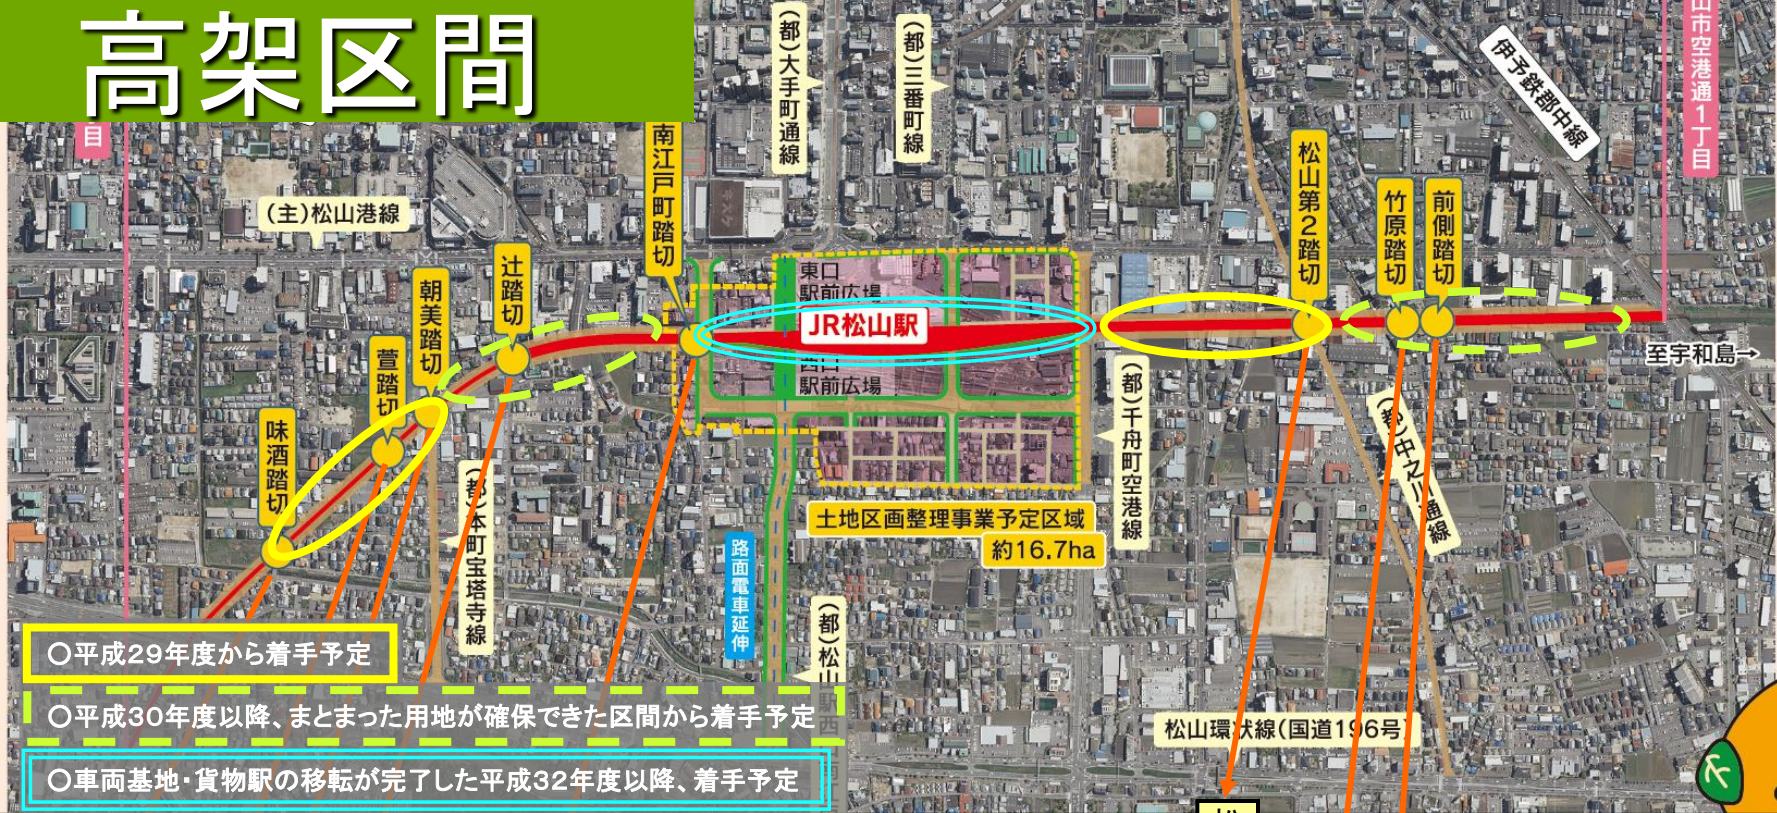 高架区間
目
(主)松山港線
味酒踏切
萱踏切
朝美踏切
辻踏切
南江戸町踏切
(都)大手町通線
(都)三番町線
松山第2踏切
竹原踏切
前側踏切
伊予鉄郡中線
山市空港通1丁目
東口
駅前広場
JR松山駅
西口
駅前広場
至宇和島→
(都)本町宝塔寺線
土地区画整理事業予定区域
約16.7ha
路面電車延伸
(都)松山
西
(都)千舟町空港線
(都)中之川通線
松山環状線(国道196号)
○平成29年度から着手予定
○平成30年度以降、まとまった用地が確保できた区間から着手予定
○車両基地・貨物駅の移転が完了した平成32年度以降、着手予定